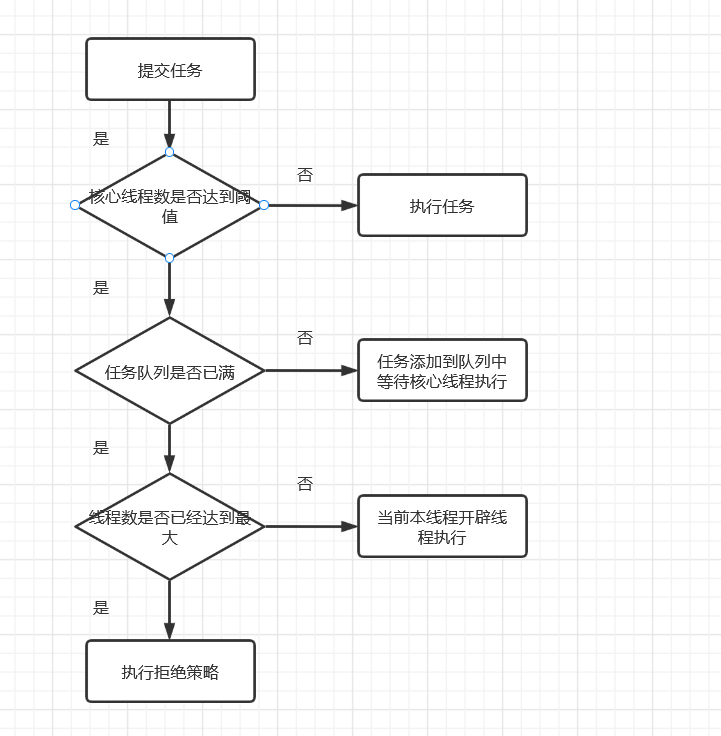 提交任务
是
核心线程数是否达到阈
值
否
执行任务
是
任务队列是否已满
否
任务添加到队列中
等待核心线程执行
是
线程数是否已经达到最
大
否
当前本线程开辟线
程执行
是
执行拒绝策略